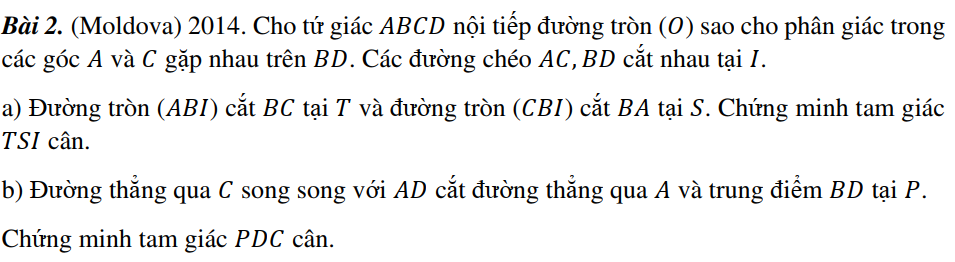 Bài 2. (Moldova) 2014. Cho tứ giác ABCD nội tiếp đường tròn (O) sao cho phân giác trong
các góc A và C gặp nhau trên BD. Các đường chéo AC, BD cắt nhau tại I.
a) Đường tròn (ABI) cắt BC tại T và đường tròn (CBI) cắt BA tại S. Chứng minh tam giác
TSI cân.
b) Đường thẳng qua C song song với AD cắt đường thẳng qua A và trung điểm BD tại P.
Chứng minh tam giác PDC cân.